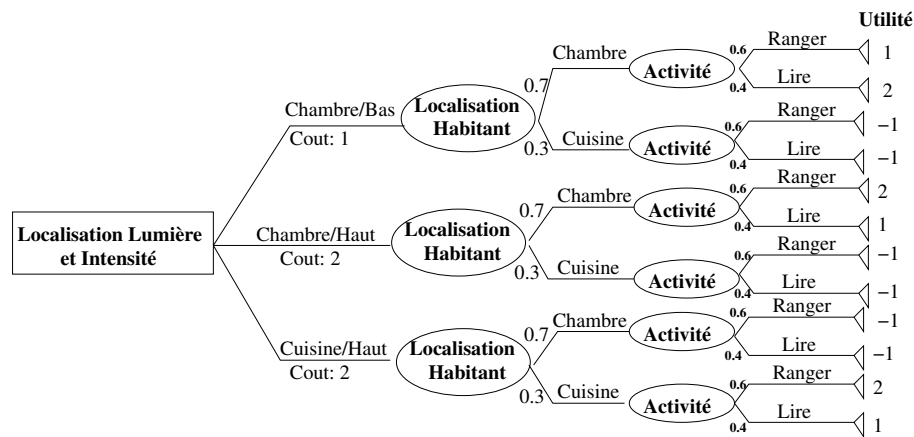 Utilité
0.6 Ranger 1
Chambre
Activité
0.4 Lire 2
0.7
Chambre/Bas
Cout: 1
Localisation
Habitant
0.6 Ranger −1
0.3 Cuisine
Activité
0.4 Lire −1
0.6 Ranger 2
Chambre
Activité
0.4 Lire 1
0.7
Localisation Lumière
et Intensité
Chambre/Haut
Cout: 2
Localisation
Habitant
0.6 Ranger −1
0.3 Cuisine
Activité
0.4 Lire −1
0.6 Ranger −1
0.7 Chambre
Activité
0.4 Lire −1
Cuisine/Haut
Cout: 2
Localisation
Habitant
0.6 Ranger 2
0.3 Cuisine
Activité
0.4 Lire 1